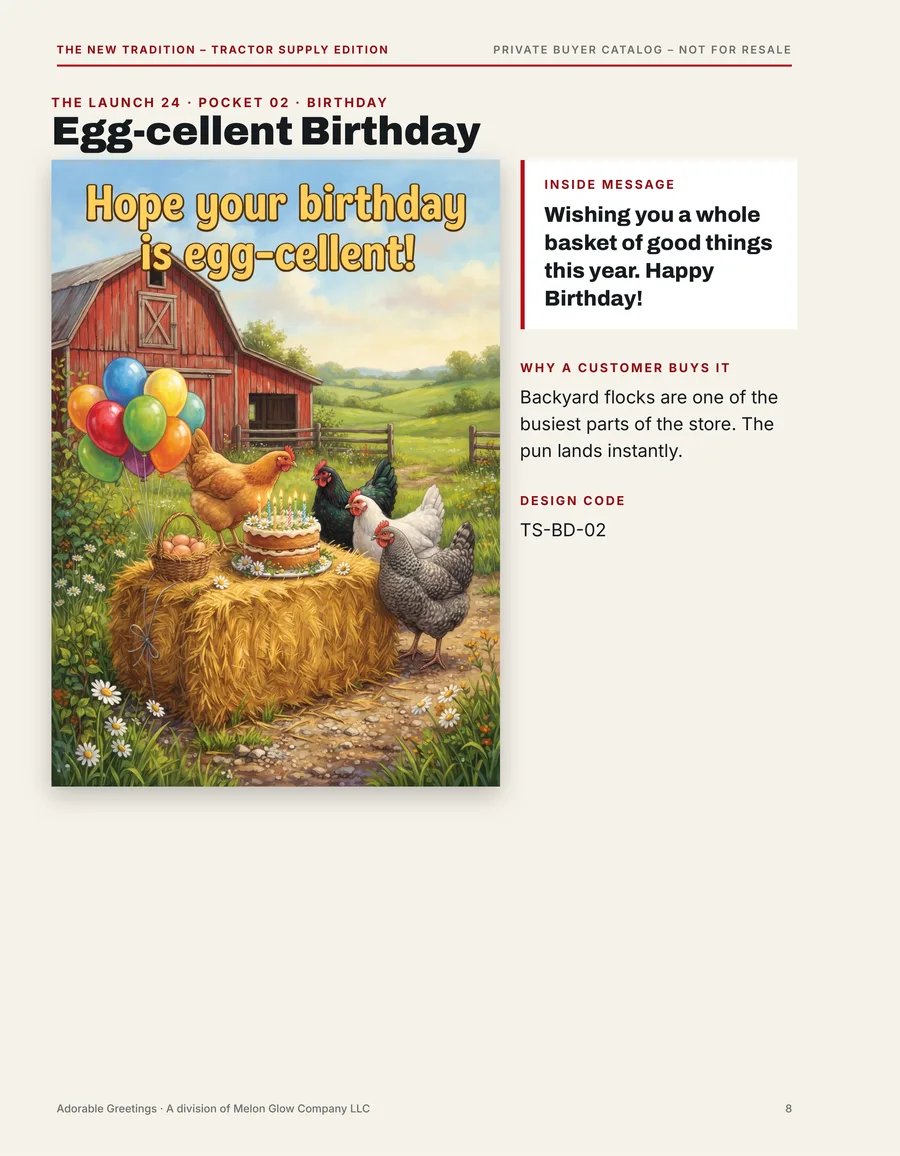 THE NEW TRADITION – TRACTOR SUPPLY EDITION
PRIVATE BUYER CATALOG – NOT FOR RESALE
THE LAUNCH 24 · POCKET 02 · BIRTHDAY
Egg-cellent Birthday
Hope your birthday
is egg-cellent!
INSIDE MESSAGE
Wishing you a whole
basket of good things
this year. Happy
Birthday!
WHY A CUSTOMER BUYS IT
Backyard flocks are one of the
busiest parts of the store. The
pun lands instantly.
DESIGN CODE
TS-BD-02
Adorable Greetings · A division of Melon Glow Company LLC
8